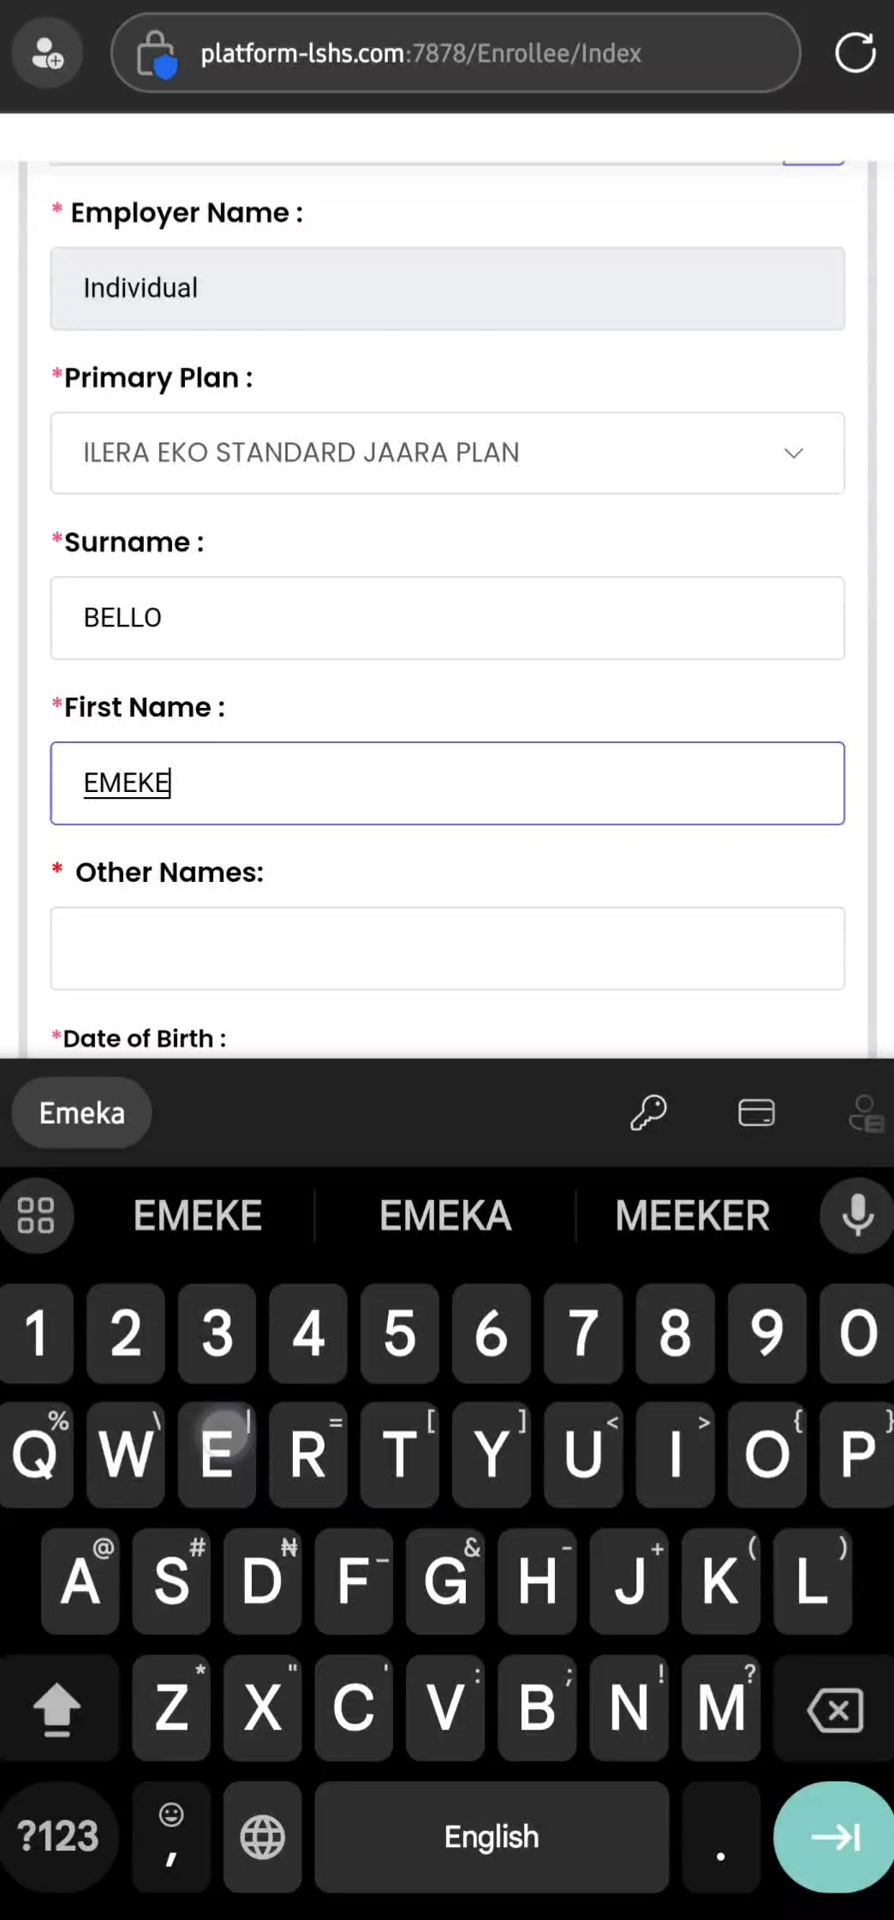 platform-lshs.com:7878/Enrollee/Index
* Employer Name :
Individual
*Primary Plan :
ILERA EKO STANDARD JAARA PLAN
*Surname :
BELLO
*First Name :
EMEKE
* Other Names:
*Date of Birth :
Emeka
EMEKE EMEKA MEEKER
1 2 3 4 5 6 7 8 9 0
% \ | = [ ] < > { }
Q W E R T Y U I O P
@ # ₦ _ & - + ( )
A S D F G H J K L
* " ' : ; ! ?
Z X C V B N M
?123 , English .